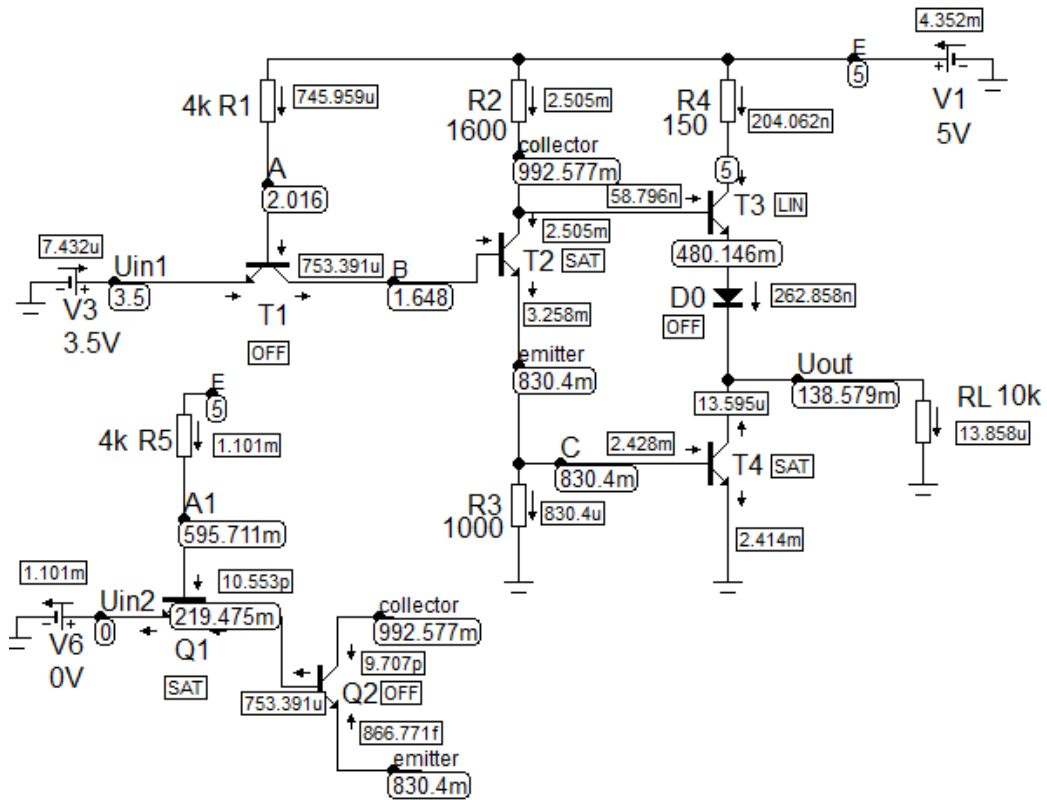 4.352m
E
5
V1
5V
4k R1
745.959u
R2
1600
2.505m
R4
150
204.062n
collector
992.577m
5
A
2.016
58.796n
T3
LIN
7.432u
Uin1
3.5
V3
3.5V
753.391u
T1
OFF
B
1.648
2.505m
T2
SAT
3.258m
480.146m
D0
OFF
262.858n
emitter
830.4m
Uout
138.579m
13.595u
RL 10k
13.858u
E
5
4k R5
1.101m
C
830.4m
2.428m
T4
SAT
R3
1000
830.4u
2.414m
A1
595.711m
1.101m
Uin2
0
V6
0V
10.553p
219.475m
Q1
SAT
collector
992.577m
9.707p
Q2
OFF
753.391u
866.771f
emitter
830.4m
+
-
+
-
+
-